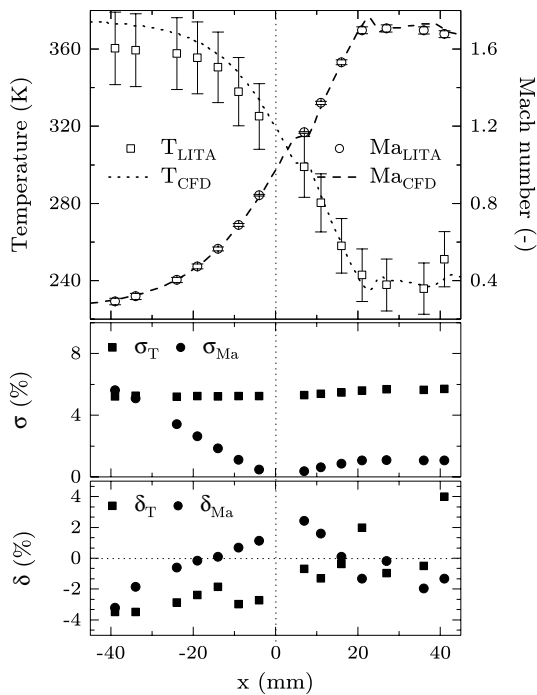 360
320
280
240
Temperature (K)
1.6
1.2
0.8
0.4
Mach number (-)
T_LITA
T_CFD
Ma_LITA
Ma_CFD
8
4
0
σ (%)
σ_T
σ_Ma
4
2
0
-2
-4
δ (%)
δ_T
δ_Ma
-40
-20
0
20
40
x (mm)